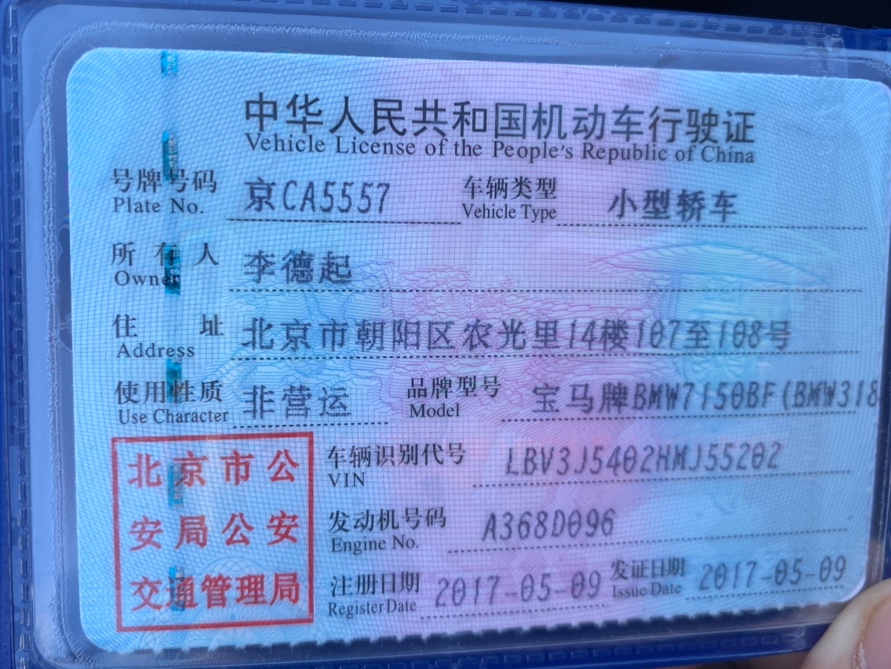 中华人民共和国机动车行驶证
Vehicle License of the People's Republic of China
号牌号码 京CA5557 车辆类型 小型轿车
Plate No. Vehicle Type
所有人 李德起
Owner
住址 北京市朝阳区农光里14楼107至108号
Address
使用性质 非营运 品牌型号 宝马牌BMW7150BF(BMW318
Use Character Model
北京市公
安局公安
交通管理局
车辆识别代号 LBV3J5402HMJ55202
VIN
发动机号码 A368D096
Engine No.
注册日期 2017-05-09 发证日期 2017-05-09
Register Date Issue Date